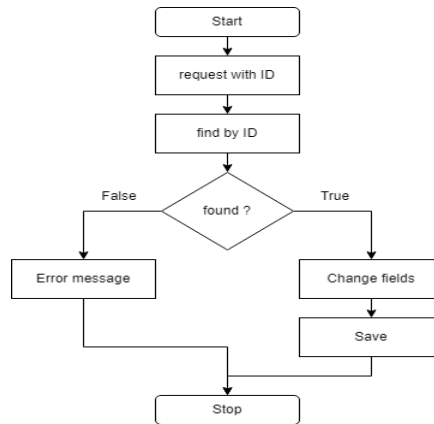 Start
request with ID
find by ID
False
True
found ?
Error message
Change fields
Save
Stop